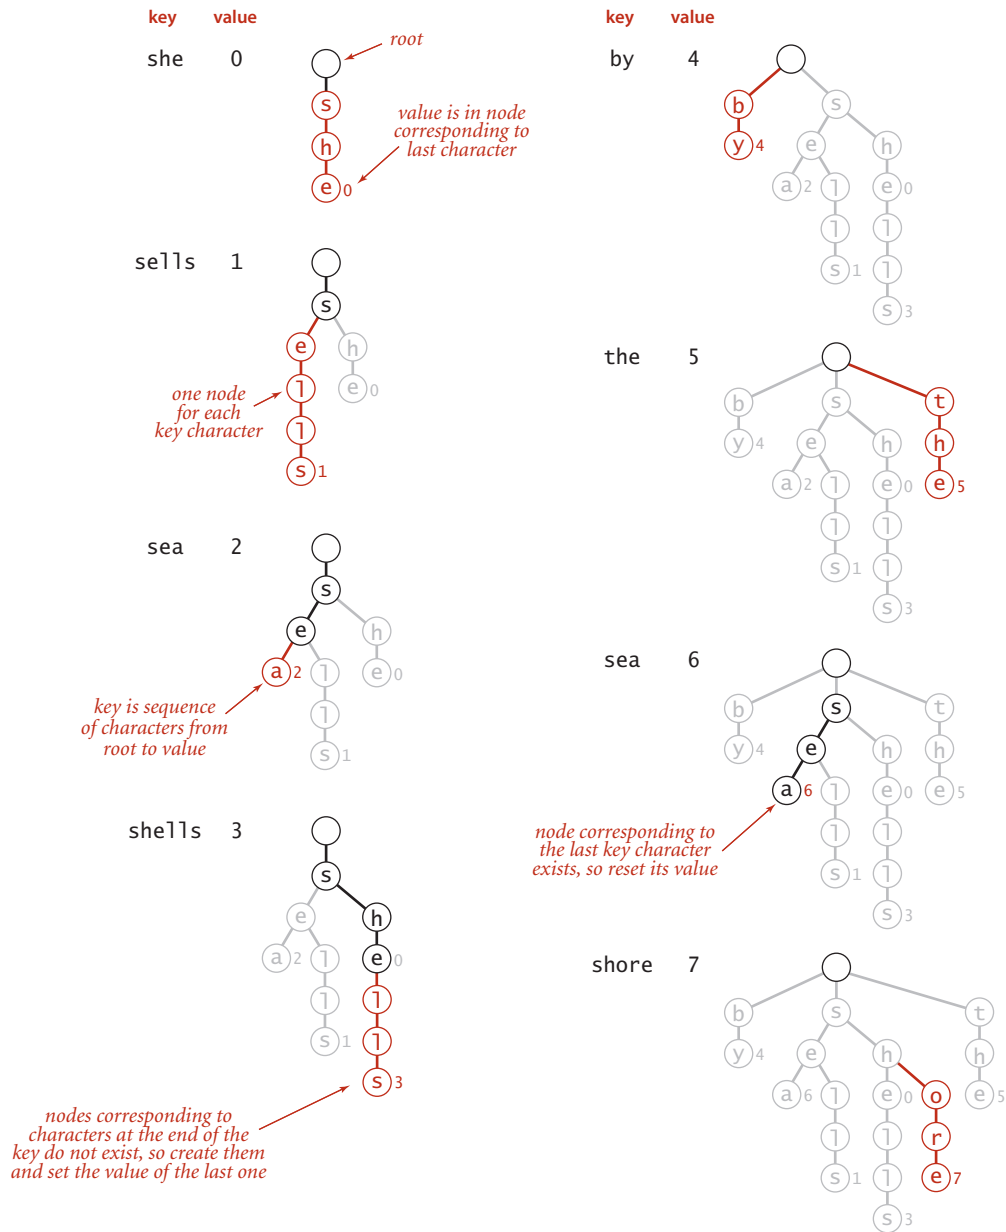 key value
she 0
root
s
h
e 0
value is in node
corresponding to
last character
sells 1
s
e h
l e 0
l
s 1
one node
for each
key character
sea 2
s
e h
a 2 l e 0
l
s 1
key is sequence
of characters from
root to value
shells 3
s
e h
a 2 l e 0
l l
s 1 l
s 3
nodes corresponding to
characters at the end of the
key do not exist, so create them
and set the value of the last one
key value
by 4
b s
y 4 e h
a 2 l e 0
l l
s 1 l
s 3
the 5
b s t
y 4 e h h
a 2 l e 0 e 5
l l
s 1 l
s 3
sea 6
b s t
y 4 e h h
a 6 l e 0 e 5
l l
s 1 l
s 3
node corresponding to
the last key character
exists, so reset its value
shore 7
b s t
y 4 e h h
a 6 l e 0 o e 5
l l r
s 1 l e 7
s 3